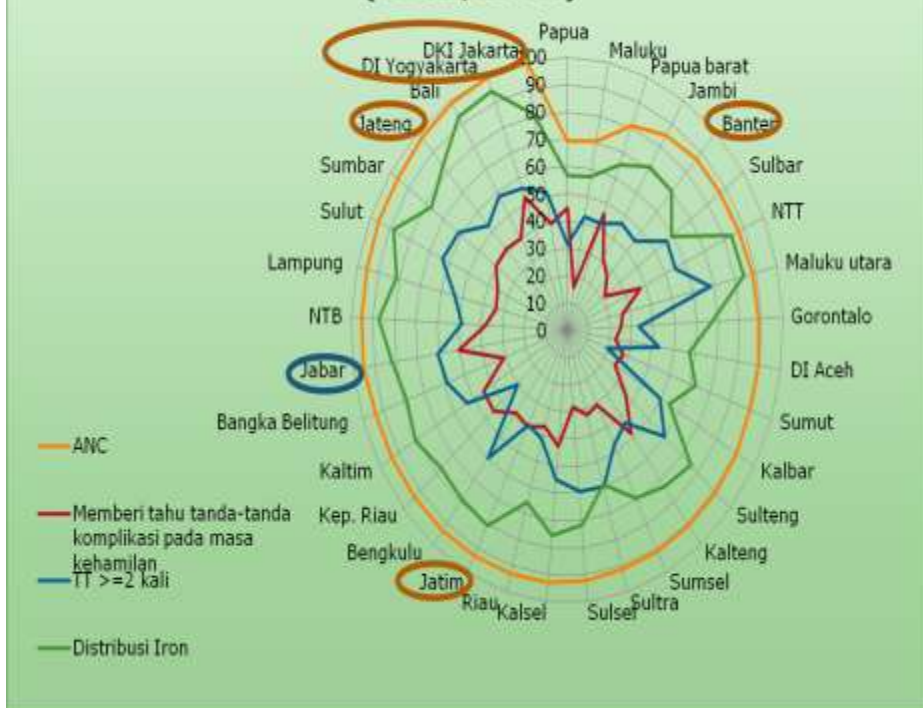 Papua
Maluku
Papua barat
Jambi
Banten
Sulbar
NTT
Maluku utara
Gorontalo
DI Aceh
Sumut
Kalbar
Sulteng
Kalteng
Sumsel
Sultra
Sulsel
Kalsel
Riau
Jatim
Bengkulu
Kep. Riau
Kaltim
Bangka Belitung
Jabar
NTB
Lampung
Sulut
Sumbar
Jateng
Bali
DI Yogyakarta
DKI Jakarta
100
90
80
70
60
50
40
30
20
10
0
ANC
Memberi tahu tanda-tanda
komplikasi pada masa
kehamilan
TT >=2 kali
Distribusi Iron